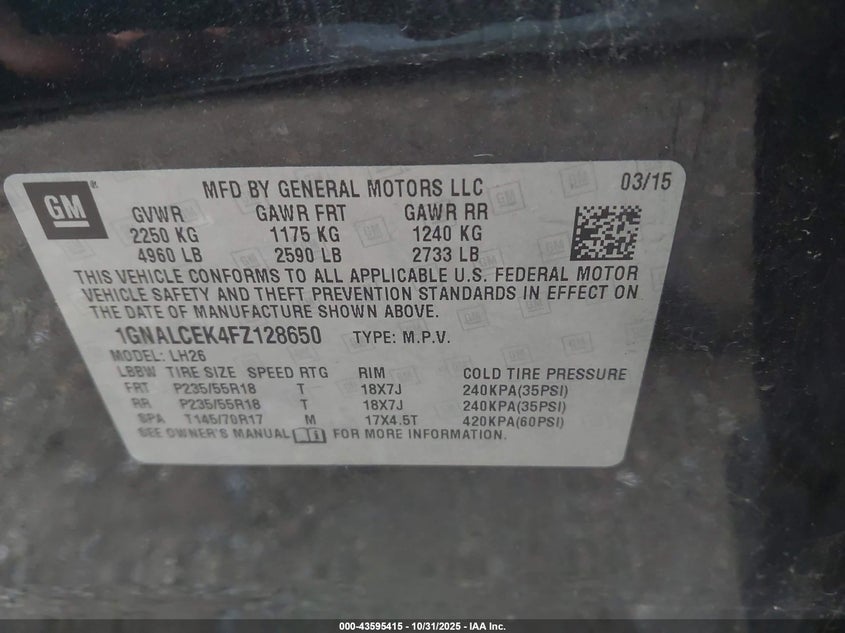 GM ®
MFD BY GENERAL MOTORS LLC 03/15
GVWR GAWR FRT GAWR RR
2250 KG 1175 KG 1240 KG
4960 LB 2590 LB 2733 LB
THIS VEHICLE CONFORMS TO ALL APPLICABLE U.S. FEDERAL MOTOR
VEHICLE SAFETY AND THEFT PREVENTION STANDARDS IN EFFECT ON
THE DATE OF MANUFACTURE SHOWN ABOVE.
1GNALCEK4FZ128650 TYPE: M.P.V.
MODEL: LH26
LBBW TIRE SIZE SPEED RTG RIM COLD TIRE PRESSURE
FRT P235/55R18 T 18X7J 240KPA(35PSI)
RR P235/55R18 T 18X7J 240KPA(35PSI)
SPA T145/70R17 M 17X4.5T 420KPA(60PSI)
SEE OWNER'S MANUAL FOR MORE INFORMATION.
000-43595415 - 10/31/2025 - IAA Inc.